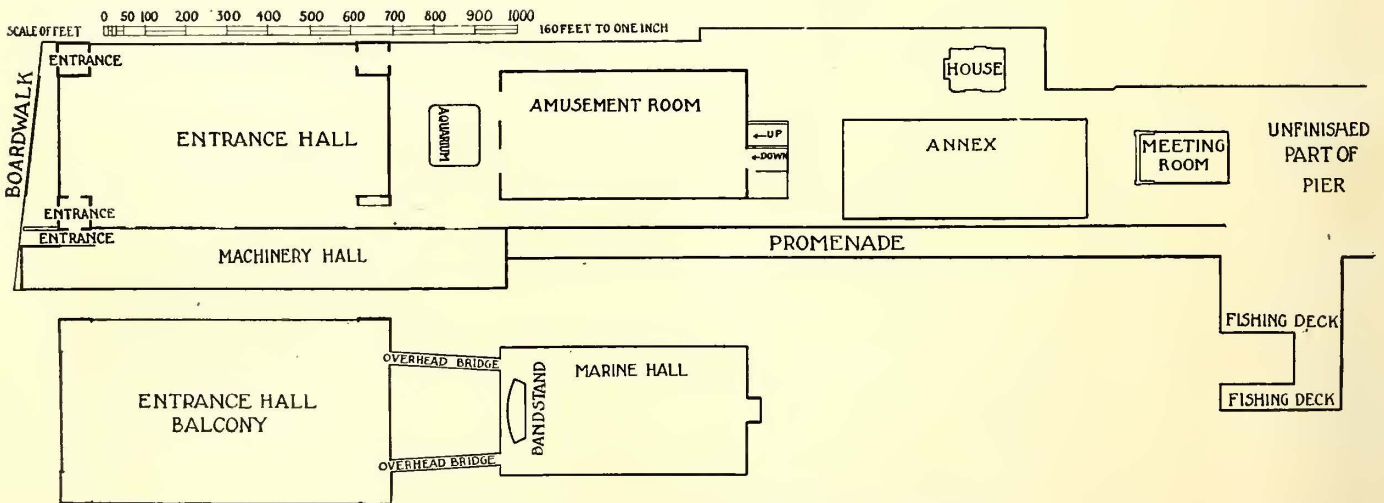 0 50 100 200 300 400 500 600 700 800 900 1000
SCALE OF FEET
160 FEET TO ONE INCH
BOARDWALK
ENTRANCE
ENTRANCE HALL
AQUARIUM
AMUSEMENT ROOM
←UP
←DOWN
HOUSE
ANNEX
MEETING
ROOM
UNFINISHED
PART OF
PIER
ENTRANCE
ENTRANCE
MACHINERY HALL
PROMENADE
FISHING DECK
FISHING DECK
ENTRANCE HALL
BALCONY
OVERHEAD BRIDGE
OVERHEAD BRIDGE
BANDSTAND
MARINE HALL